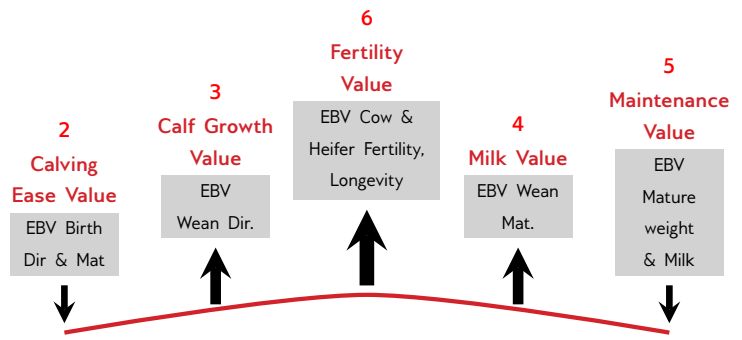 2
Calving
Ease Value
EBV Birth
Dir & Mat
3
Calf Growth
Value
EBV
Wean Dir.
6
Fertility
Value
EBV Cow &
Heifer Fertility,
Longevity
4
Milk Value
EBV Wean
Mat.
5
Maintenance
Value
EBV
Mature
weight
& Milk